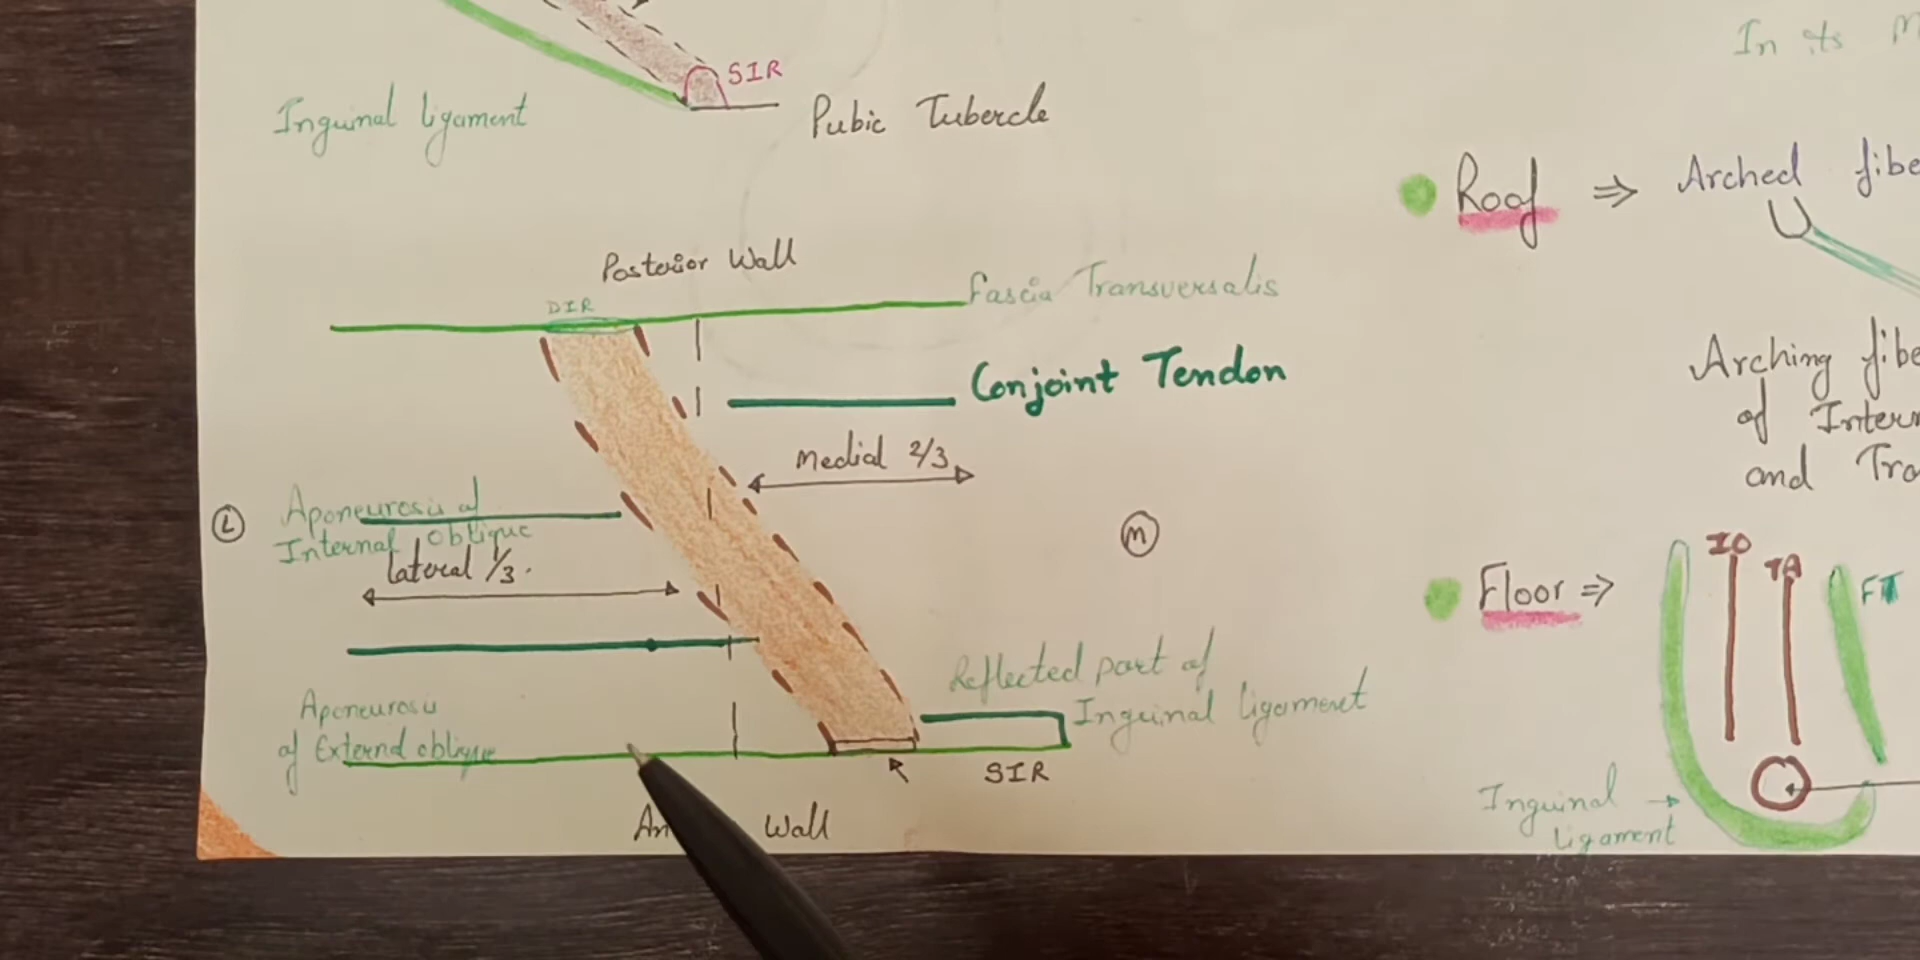 SIR
Inguinal ligament
Pubic Tubercle
Posterior Wall
DIR
fascia Transversalis
Conjoint Tendon
Medial 2/3
Aponeurosis of
Internal Oblique
lateral 1/3.
L
M
Reflected part of
Inguinal ligament
Aponeurosis
of External oblique
SIR
Wall
In its
Roof ⇒ Arched
Arching
of
and
Floor ⇒
IO
TA
FT
Inguinal →
ligament